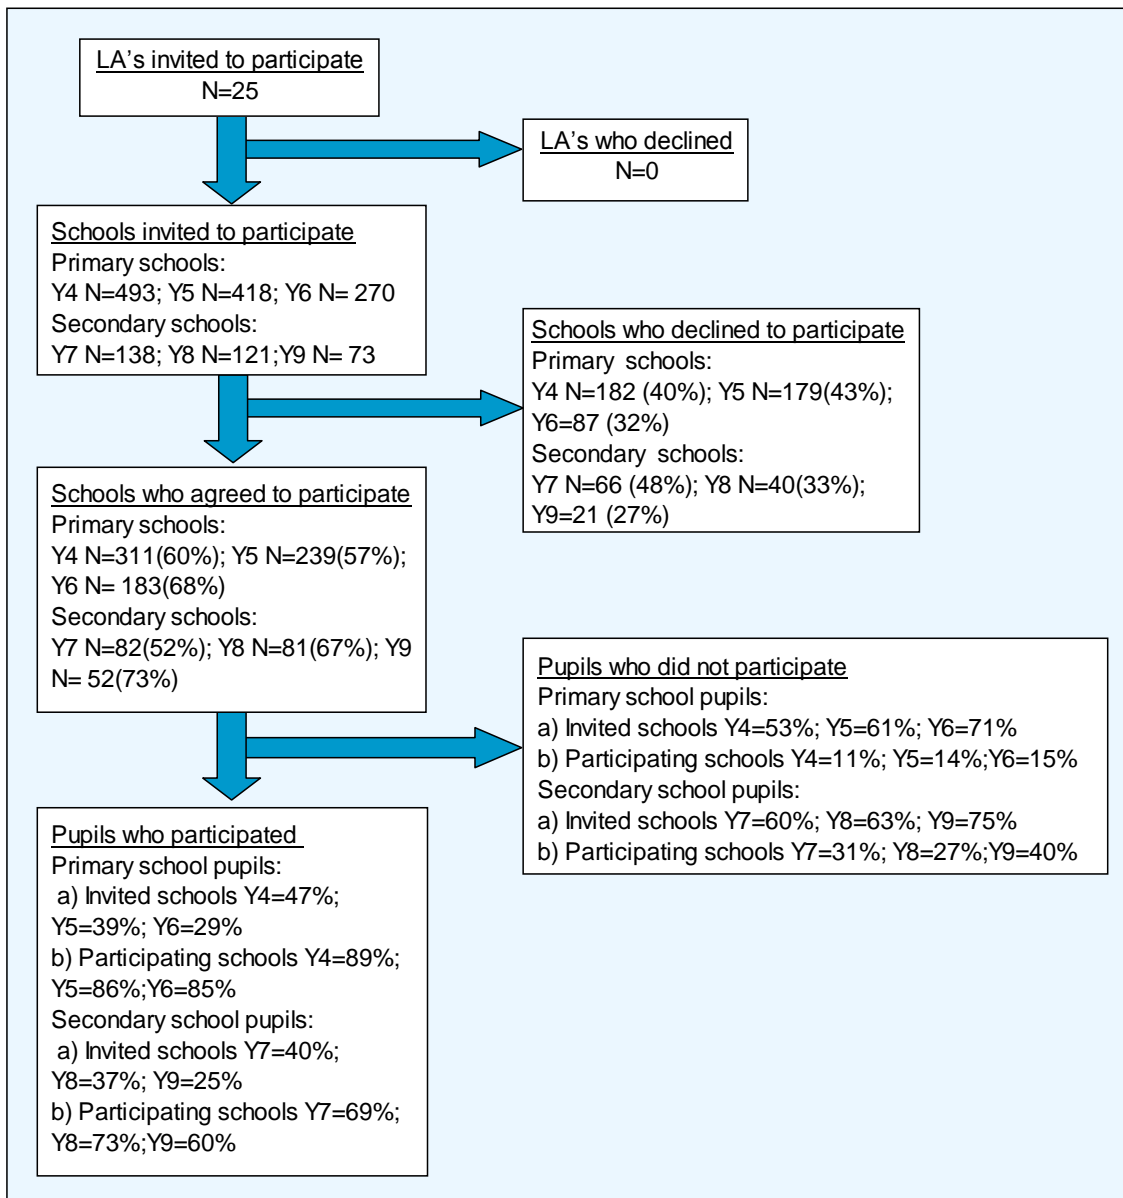 LA's invited to participate
N=25
LA's who declined
N=0
Schools invited to participate
Primary schools:
Y4 N=493; Y5 N=418; Y6 N= 270
Secondary schools:
Y7 N=138; Y8 N=121;Y9 N= 73
Schools who declined to participate
Primary  schools:
Y4 N=182 (40%); Y5 N=179(43%);
Y6=87 (32%)
Secondary  schools:
Y7 N=66 (48%); Y8 N=40(33%);
Y9=21 (27%)
Schools who agreed to participate
Primary schools:
Y4 N=311(60%); Y5 N=239(57%);
Y6 N= 183(68%)
Secondary schools:
Y7 N=82(52%); Y8 N=81(67%); Y9
N= 52(73%)
Pupils who did not participate
Primary school pupils:
a) Invited schools Y4=53%; Y5=61%; Y6=71%
b) Participating schools Y4=11%; Y5=14%;Y6=15%
Secondary school pupils:
a) Invited schools Y7=60%; Y8=63%; Y9=75%
b) Participating schools Y7=31%; Y8=27%;Y9=40%
Pupils who participated
Primary school pupils:
a) Invited schools Y4=47%;
Y5=39%; Y6=29%
b) Participating schools Y4=89%;
Y5=86%;Y6=85%
Secondary school pupils:
a) Invited schools Y7=40%;
Y8=37%; Y9=25%
b) Participating schools Y7=69%;
Y8=73%;Y9=60%